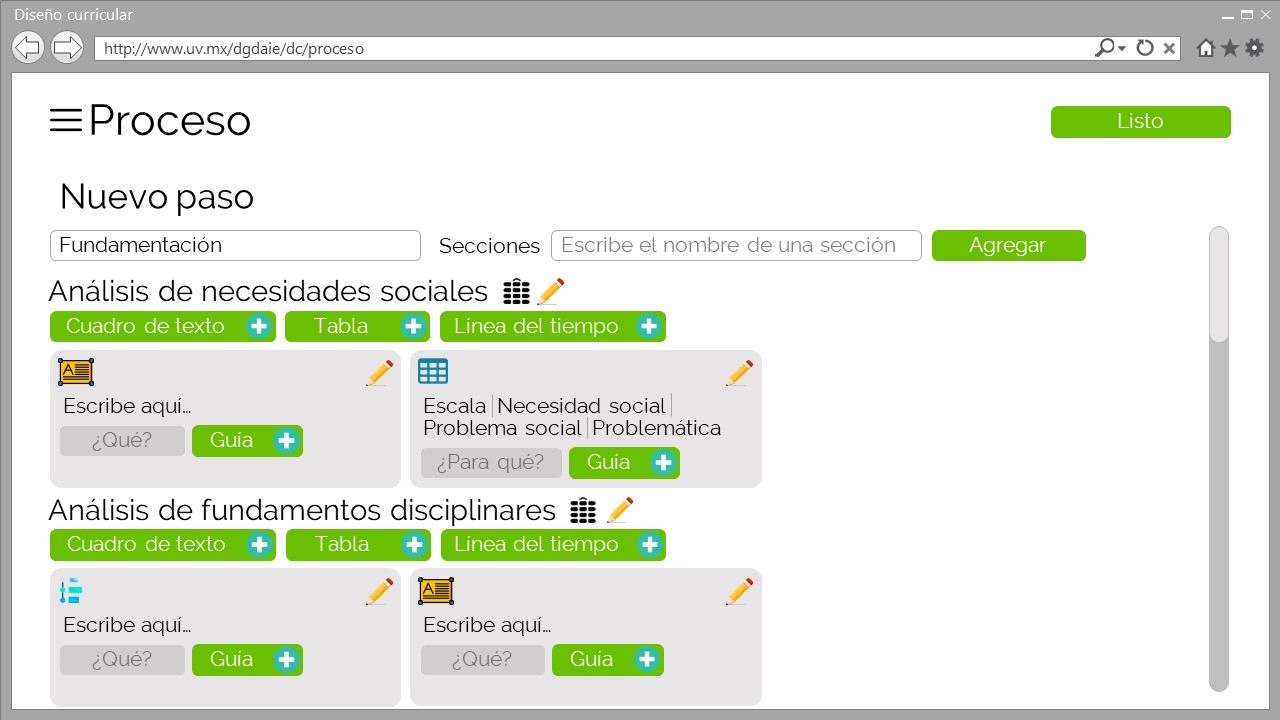 Diseño curricular
http://www.uv.mx/dgdaie/dc/proceso
Proceso
Listo
Nuevo paso
Fundamentación
Secciones
Escribe el nombre de una sección
Agregar
Análisis de necesidades sociales
Cuadro de texto
Tabla
Línea del tiempo
Escribe aquí...
¿Qué?
Guía
Escala Necesidad social
Problema social Problemática
¿Para qué?
Guía
Análisis de fundamentos disciplinares
Cuadro de texto
Tabla
Línea del tiempo
Escribe aquí...
¿Qué?
Guía
Escribe aquí...
¿Qué?
Guía